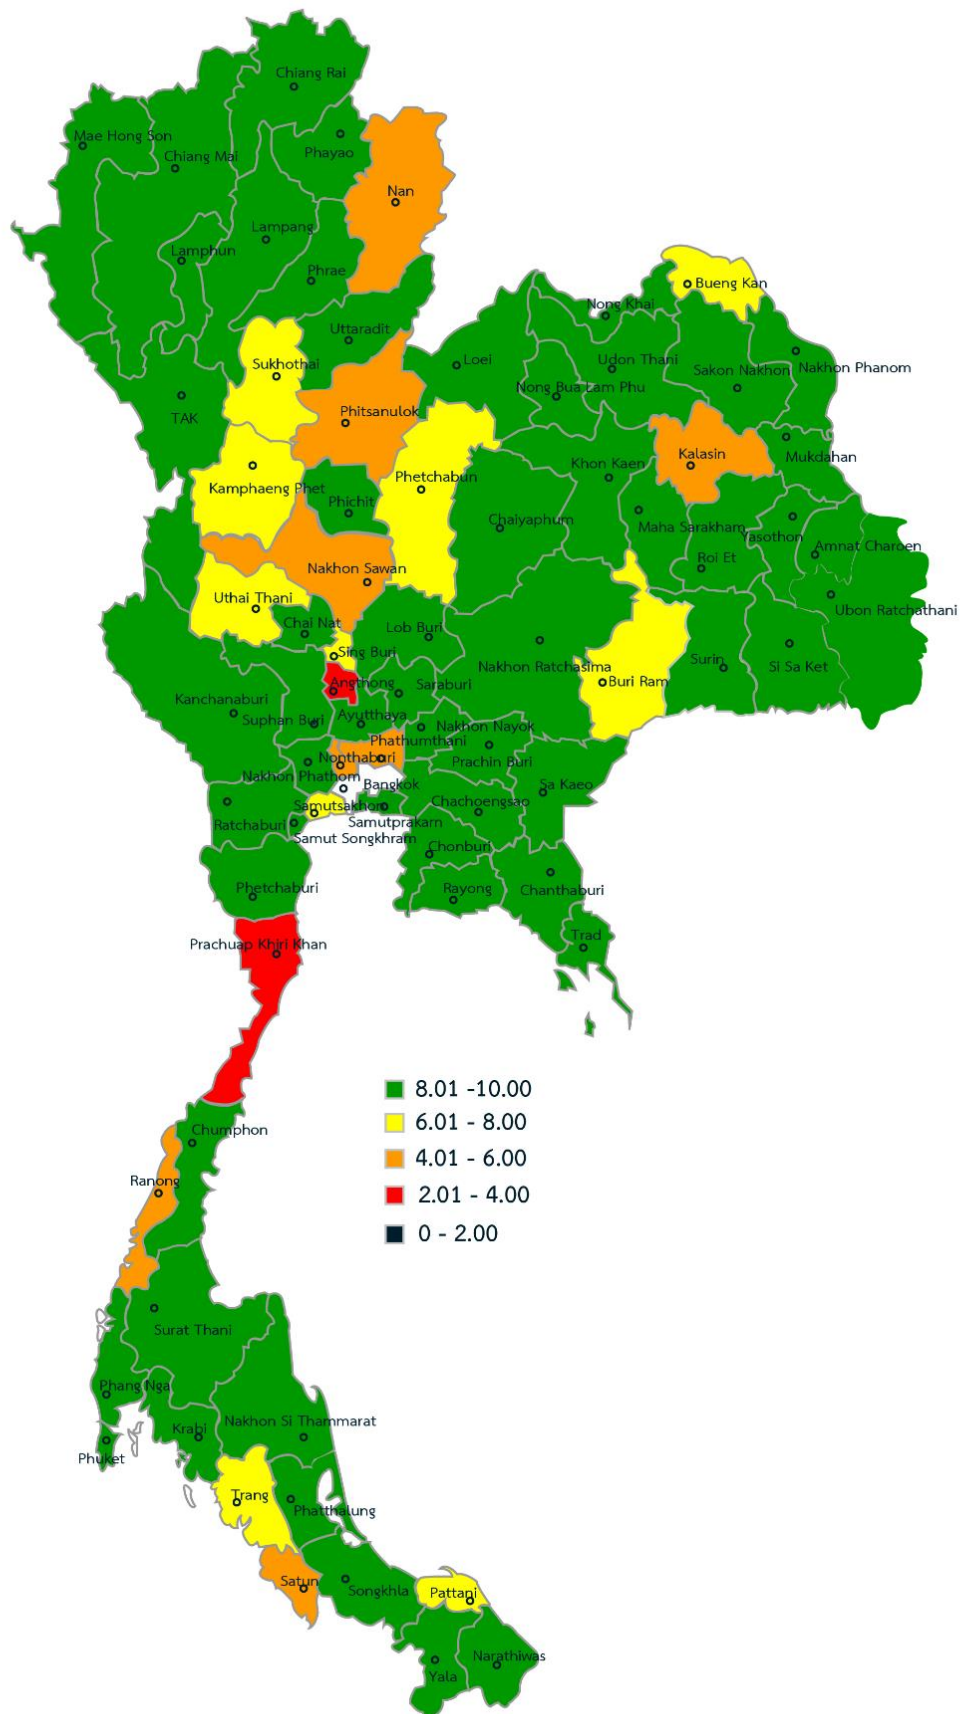 Chiang Rai
Mae Hong Son
Chiang Mai
Phayao
Nan
Lampang
Lamphun
Phrae
Bueng Kan
Nong Khai
Uttaradit
Sukhothai
Loei
Udon Thani
Nakhon Phanom
Sakon Nakhon
Nong Bua Lam Phu
TAK
Phitsanulok
Kalasin
Mukdahan
Khon Kaen
Phetchabun
Kamphaeng Phet
Phichit
Chaiyaphum
Maha Sarakham
Yasothon
Amnat Charoen
Roi Et
Nakhon Sawan
Uthai Thani
Ubon Ratchathani
Chai Nat
Lob Buri
Sing Buri
Nakhon Ratchasima
Surin
Si Sa Ket
Angthong
Saraburi
Buri Ram
Kanchanaburi
Suphan Buri
Ayutthaya
Nakhon Nayok
Phathumthani
Nonthaburi
Prachin Buri
Nakhon Phathom
Bangkok
Sa Kaeo
Samutsakhon
Chachoengsao
Samutprakarn
Ratchaburi
Samut Songkhram
Chonburi
Phetchaburi
Rayong
Chanthaburi
Trad
Prachuap Khiri Khan
8.01 -10.00
6.01 - 8.00
4.01 - 6.00
2.01 - 4.00
0 - 2.00
Chumphon
Ranong
Surat Thani
Phang Nga
Krabi
Nakhon Si Thammarat
Phuket
Trang
Phatthalung
Satun
Songkhla
Pattani
Narathiwas
Yala